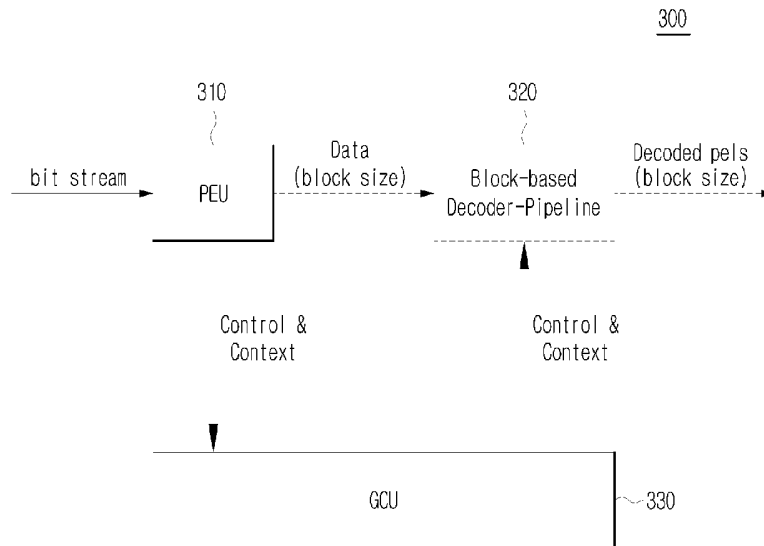 300
310
320
bit stream
PEU
Data
(block size)
Block-based
Decoder-Pipeline
Decoded pels
(block size)
Control &
Context
Control &
Context
GCU
330